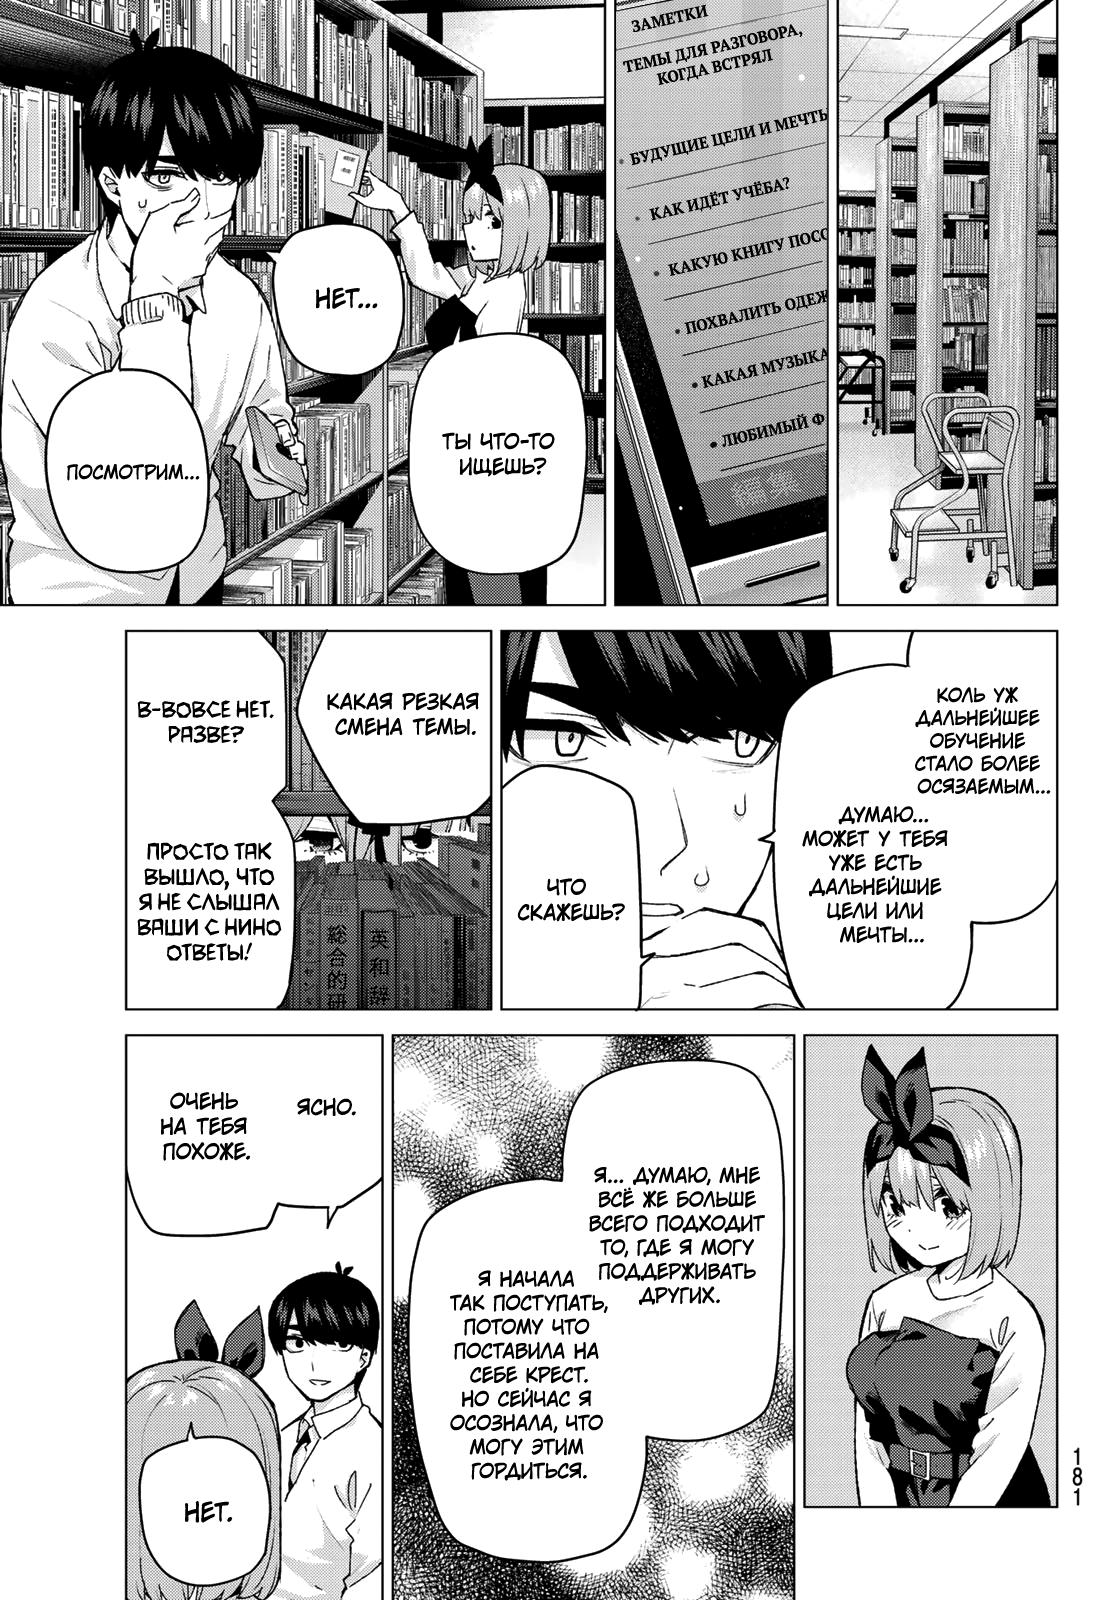 ЗАМЕТКИ
ТЕМЫ ДЛЯ РАЗГОВОРА,
КОГДА ВСТРЯЛ
• БУДУЩИЕ ЦЕЛИ И МЕЧТЫ
• КАК ИДЁТ УЧЁБА?
• КАКУЮ КНИГУ ПОСО
• ПОХВАЛИТЬ ОДЕЖ
• КАКАЯ МУЗЫКА
• ЛЮБИМЫЙ Ф
編集
ТЫ ЧТО-ТО
ИЩЕШЬ?
НЕТ...
ПОСМОТРИМ...
КОЛЬ УЖ
ДАЛЬНЕЙШЕЕ
ОБУЧЕНИЕ
СТАЛО БОЛЕЕ
ОСЯЗАЕМЫМ...
ДУМАЮ...
МОЖЕТ У ТЕБЯ
УЖЕ ЕСТЬ
ДАЛЬНЕЙШИЕ
ЦЕЛИ ИЛИ
МЕЧТЫ...
ЧТО
СКАЖЕШЬ?
КАКАЯ РЕЗКАЯ
СМЕНА ТЕМЫ.
В-ВОВСЕ НЕТ.
РАЗВЕ?
ПРОСТО ТАК
ВЫШЛО, ЧТО
Я НЕ СЛЫШАЛ
ВАШИ С НИНО
ОТВЕТЫ!
英和辞
総合的研
Я... ДУМАЮ, МНЕ
ВСЁ ЖЕ БОЛЬШЕ
ВСЕГО ПОДХОДИТ
ТО, ГДЕ Я МОГУ
ПОДДЕРЖИВАТЬ
ДРУГИХ.
Я НАЧАЛА
ТАК ПОСТУПАТЬ,
ПОТОМУ ЧТО
ПОСТАВИЛА НА
СЕБЕ КРЕСТ.
НО СЕЙЧАС Я
ОСОЗНАЛА, ЧТО
МОГУ ЭТИМ
ГОРДИТЬСЯ.
ЯСНО.
ОЧЕНЬ
НА ТЕБЯ
ПОХОЖЕ.
НЕТ.
181